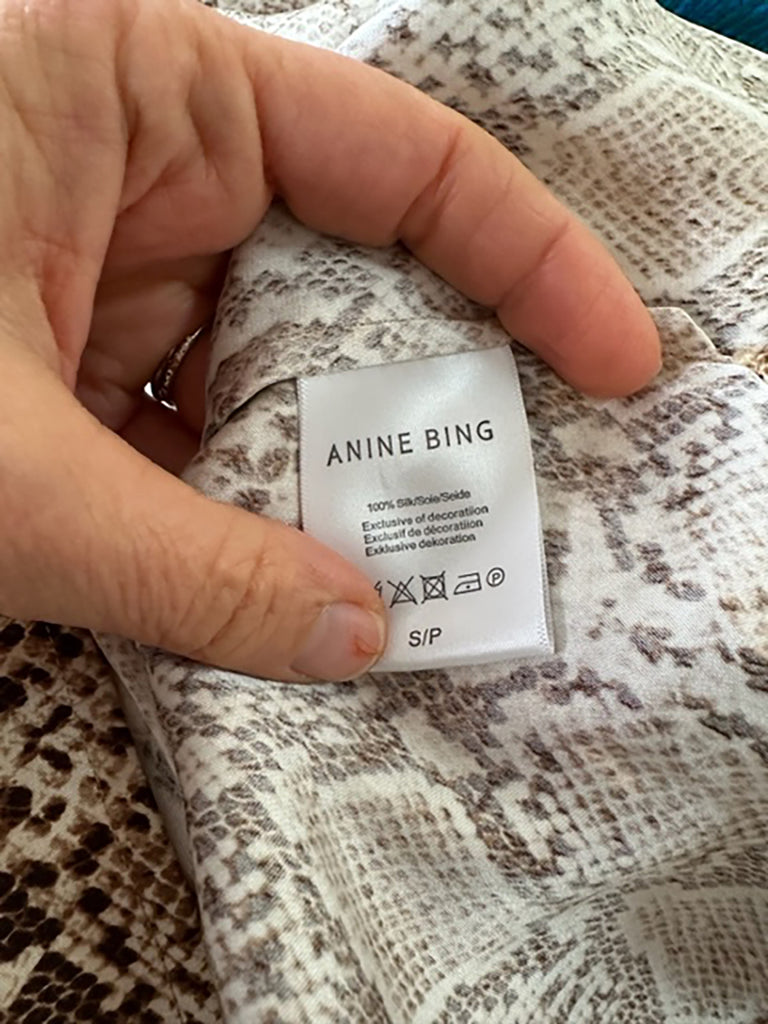 ANINE BING
100% Silk/Soie/Seide
Exclusive of decoratiion
Exclusif de décoratiion
Exklusive dekoration
P
S/P